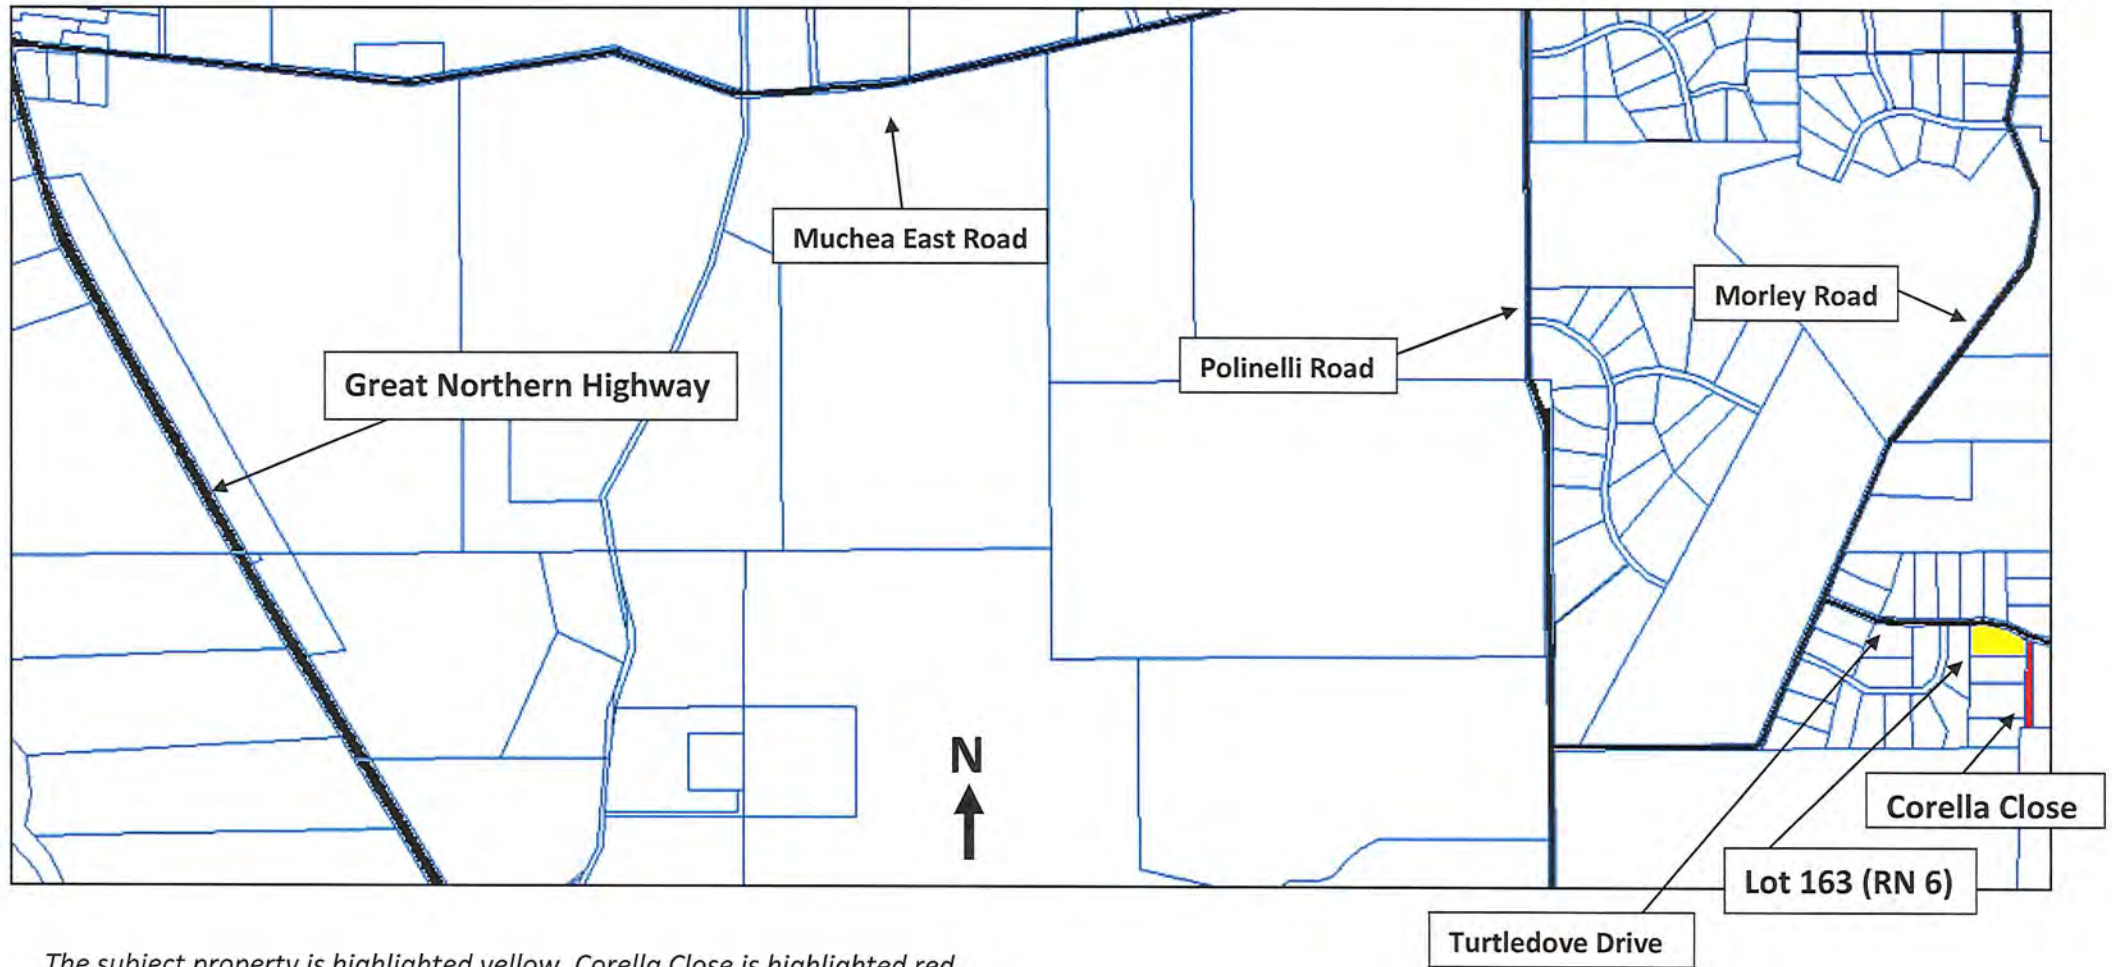 Muchea East Road
Morley Road
Polinelli Road
Great Northern Highway
N
Corella Close
Lot 163 (RN 6)
Turtledove Drive
The subject property is highlighted yellow. Corella Close is highlighted red